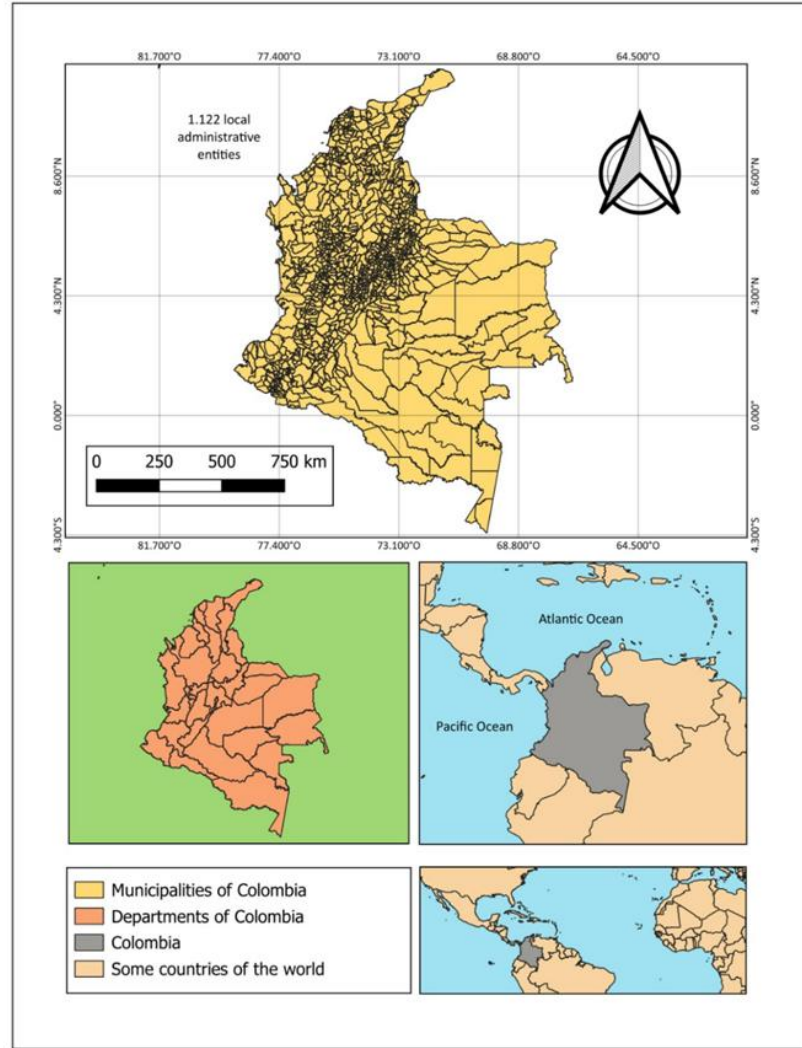 81.700°O 77.400°O 73.100°O 68.800°O 64.500°O
1.122 local
administrative
entities
8.600°N 8.600°N
4.300°N 4.300°N
0.000° 0.000°
0 250 500 750 km
4.300°S 4.300°S
81.700°O 77.400°O 73.100°O 68.800°O 64.500°O
Atlantic Ocean
Pacific Ocean
Municipalities of Colombia
Departments of Colombia
Colombia
Some countries of the world